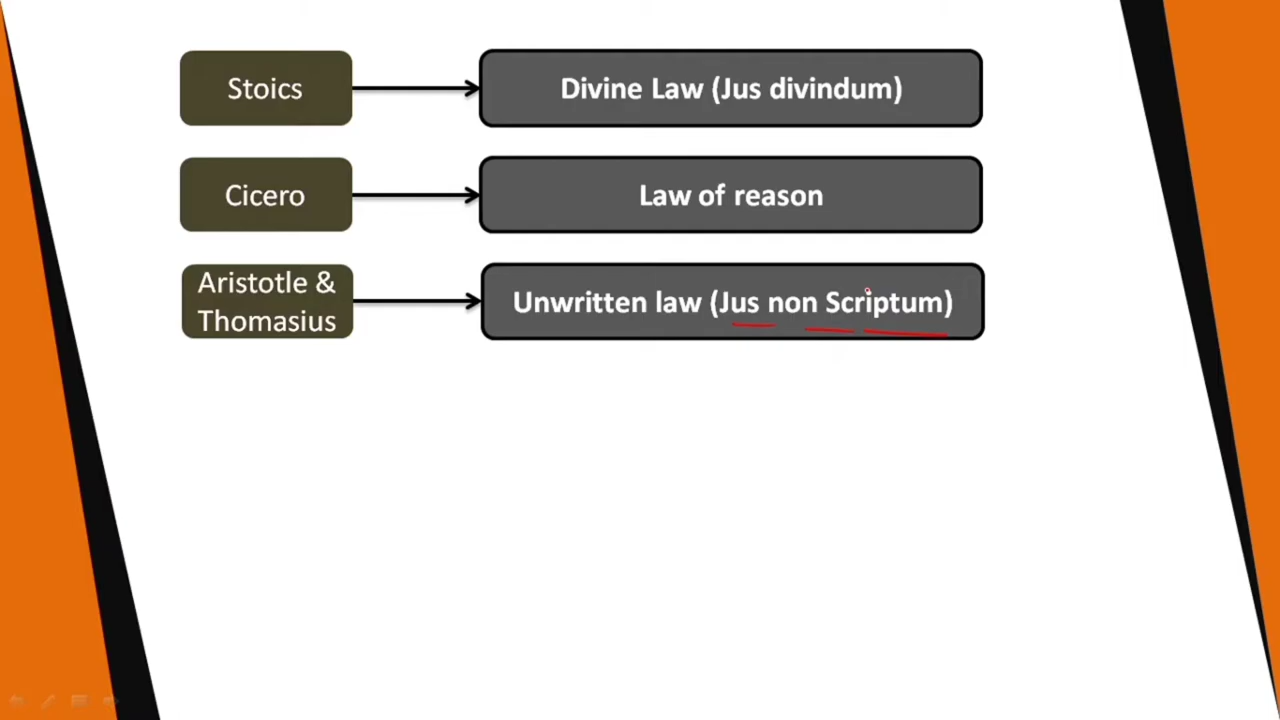 Stoics
Divine Law (Jus divindum)
Cicero
Law of reason
Aristotle &
Thomasius
Unwritten law (Jus non Scriptum)